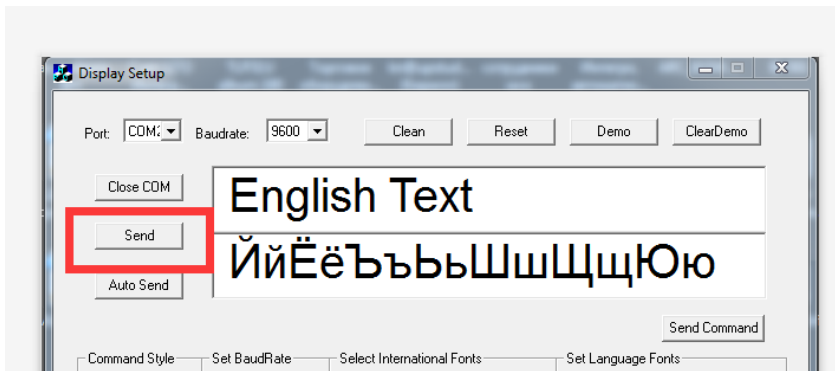 Display Setup
Port: COM2 Baudrate: 9600 Clean Reset Demo ClearDemo
Close COM
English Text
Send
ЙйЁёЪъЬьШшЩщЮю
Auto Send
Send Command
Command Style Set BaudRate Select International Fonts Set Language Fonts